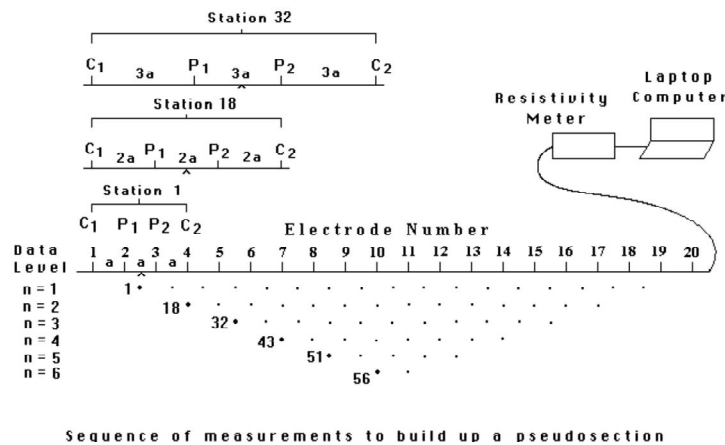 Station 32
C1 3a P1 3a P2 3a C2
Laptop
Computer
Resistivity
Meter
Station 18
C1 2a P1 2a P2 2a C2
Station 1
C1 P1 P2 C2
Electrode Number
Data
Level
1 2 3 4 5 6 7 8 9 10 11 12 13 14 15 16 17 18 19 20
a a a
n = 1 1
n = 2 18
n = 3 32
n = 4 43
n = 5 51
n = 6 56
Sequence of measurements to build up a pseudosection